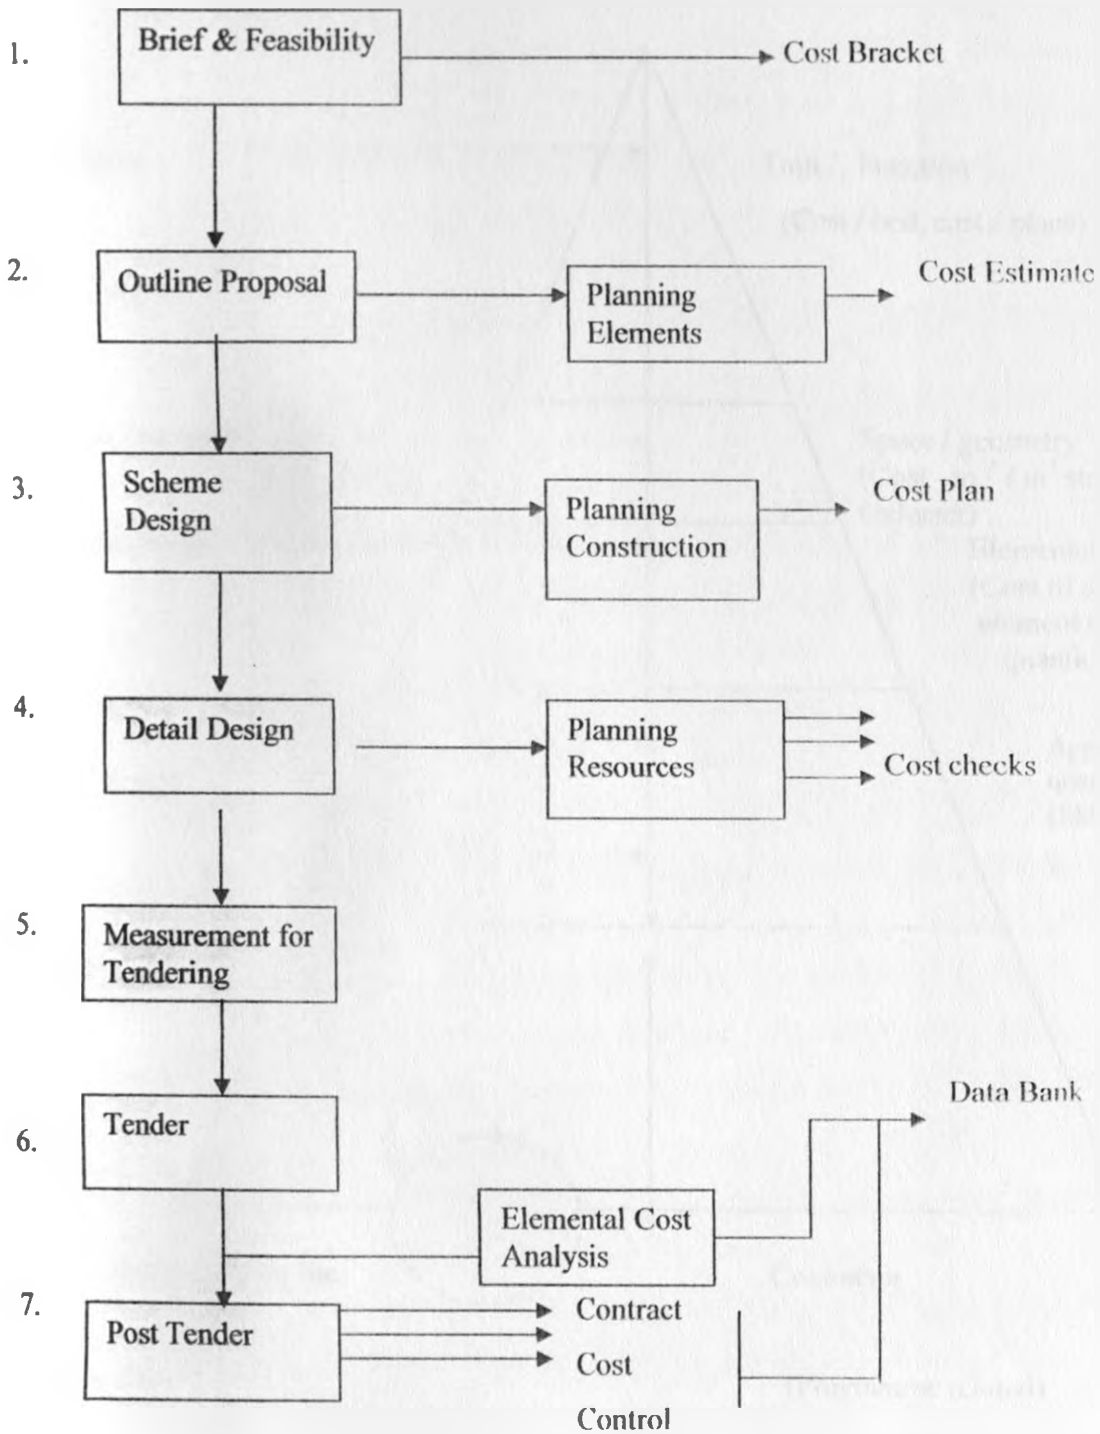 1.
Brief & Feasibility
Cost Bracket
2.
Outline Proposal
Planning
Elements
Cost Estimate
3.
Scheme
Design
Planning
Construction
Cost Plan
4.
Detail Design
Planning
Resources
Cost checks
5.
Measurement for
Tendering
6.
Tender
Data Bank
Elemental Cost
Analysis
7.
Post Tender
Contract
Cost
Control